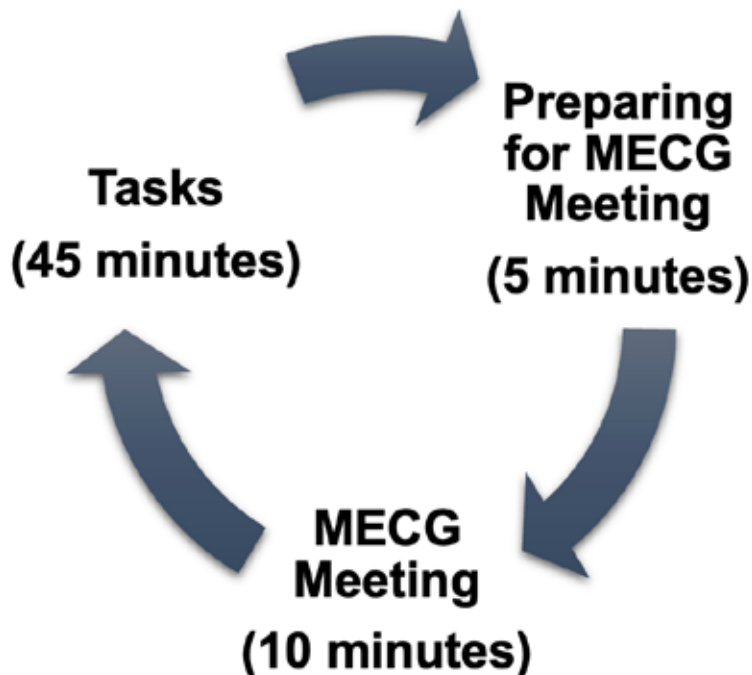 Tasks
(45 minutes)
Preparing
for MECG
Meeting
(5 minutes)
MECG
Meeting
(10 minutes)